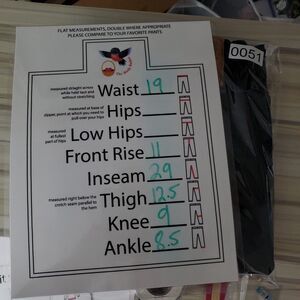 FLAT MEASUREMENTS, DOUBLE WHERE APPROPRIATE
PLEASE COMPARE TO YOUR FAVORITE PANTS
0051
measured straight across
while held taut and
without stretching
Waist 19
measured at base of
zipper, point at which you need to
pull over your hips
Hips
measured
at fullest
part of hips
Low Hips
Front Rise 11
Inseam 29
measured right below the
crotch seam parallel to
the hem
Thigh 12.5
Knee 9
Ankle 8.5